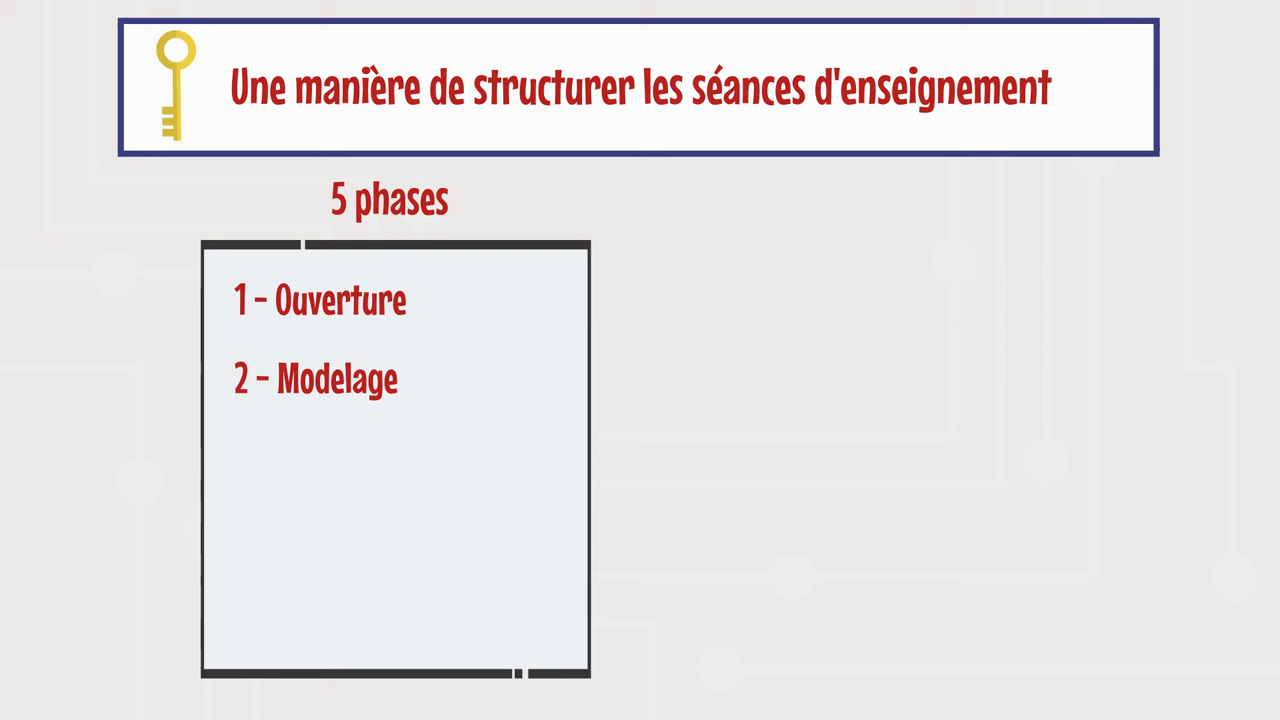 Une manière de structurer les séances d'enseignement
5 phases
1 - Ouverture
2 - Modelage